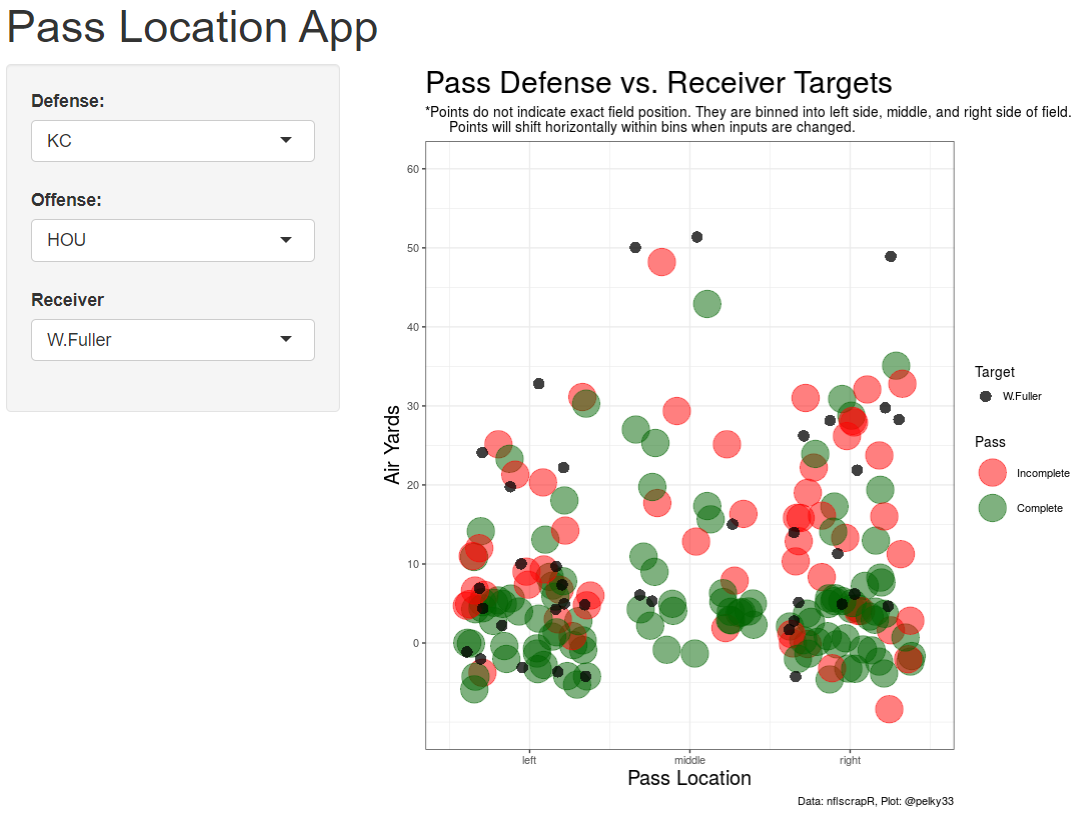 Pass Location App
Defense:
KC
Offense:
HOU
Receiver
W.Fuller
Pass Defense vs. Receiver Targets
*Points do not indicate exact field position. They are binned into left side, middle, and right side of field.
Points will shift horizontally within bins when inputs are changed.
60
50
40
30
20
10
0
Air Yards
left
middle
right
Pass Location
Target
W.Fuller
Pass
Incomplete
Complete
Data: nflscrapR, Plot: @pelky33